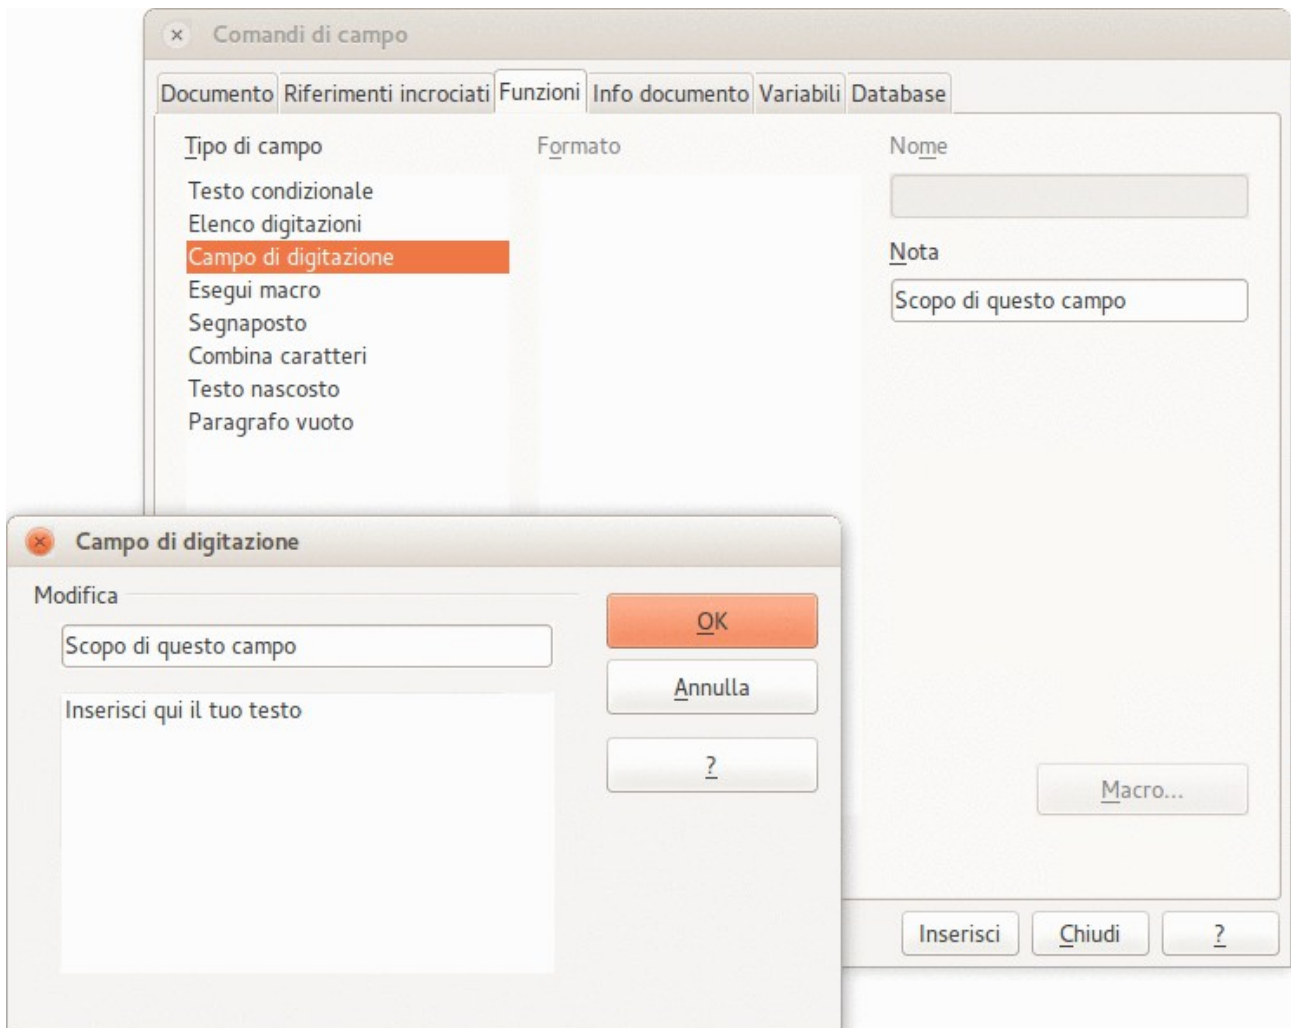 Comandi di campo
Documento Riferimenti incrociati Funzioni Info documento Variabili Database
Tipo di campo
Testo condizionale
Elenco digitazioni
Campo di digitazione
Esegui macro
Segnaposto
Combina caratteri
Testo nascosto
Paragrafo vuoto
Formato
Nome
Nota
Scopo di questo campo
Macro...
Inserisci Chiudi ?
Campo di digitazione
Modifica
Scopo di questo campo
Inserisci qui il tuo testo
OK
Annulla
?